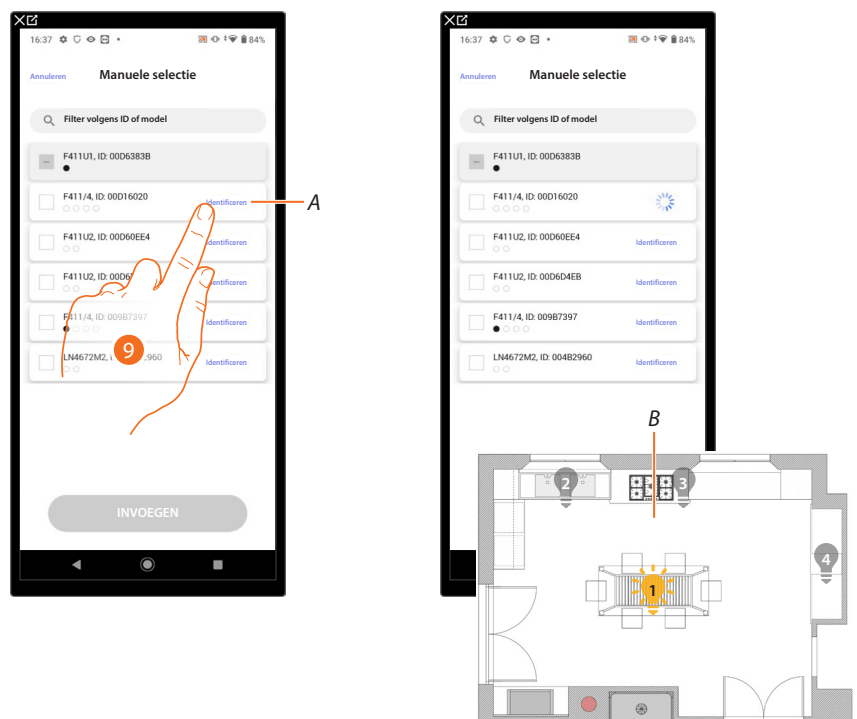 16:37 84%
Annuleren Manuele selectie
Filter volgens ID of model
F411U1, ID: 00D6383B
F411/4, ID: 00D16020
Identificeren
A
F411U2, ID: 00D60EE4
Identificeren
F411U2, ID: 00D6
Identificeren
F411/4, ID: 009B7397
Identificeren
LN4672M2, 960
Identificeren
9
INVOEGEN
16:37 84%
Annuleren Manuele selectie
Filter volgens ID of model
F411U1, ID: 00D6383B
F411/4, ID: 00D16020
F411U2, ID: 00D60EE4
Identificeren
F411U2, ID: 00D6D4EB
Identificeren
F411/4, ID: 009B7397
Identificeren
LN4672M2, ID: 004B2960
Identificeren
B
2
3
4
1